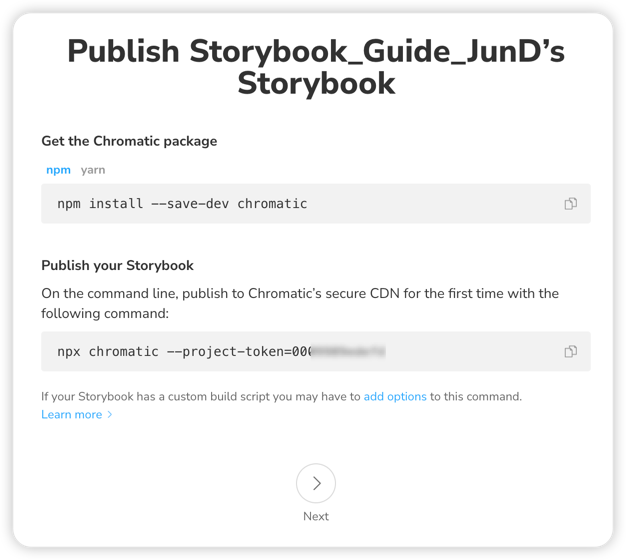 Publish Storybook_Guide_JunD’s
Storybook
Get the Chromatic package
npm yarn
npm install --save-dev chromatic
Publish your Storybook
On the command line, publish to Chromatic’s secure CDN for the first time with the
following command:
npx chromatic --project-token=000
If your Storybook has a custom build script you may have to add options to this command.
Learn more
Next